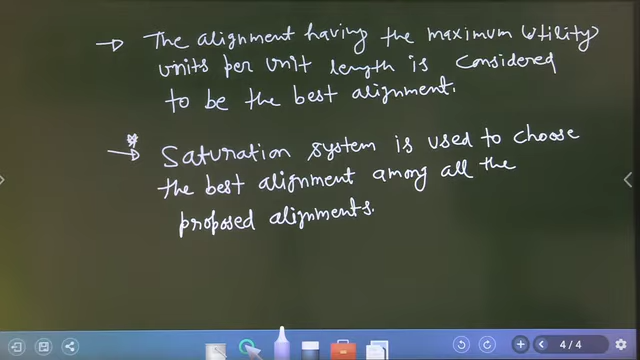 → The alignment having the maximum utility
units per unit length is considered
to be the best alignment.
** → Saturation system is used to choose
the best alignment among all the
proposed alignments.
4/4